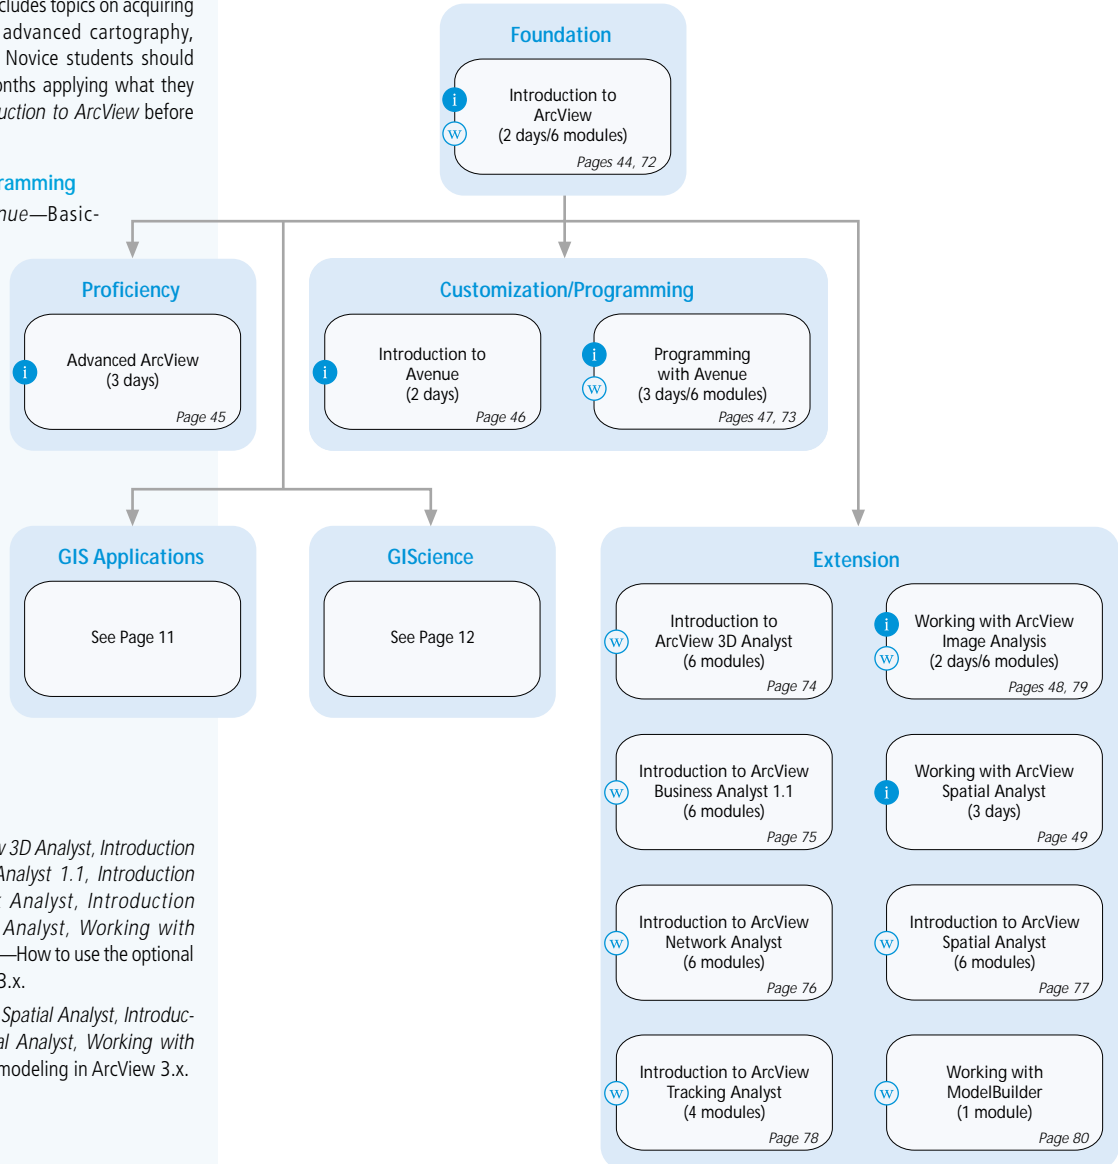 cludes topics on acquiring
advanced cartography,
Novice students should
onths applying what they
uction to ArcView before
ramming
nue—Basic-
Foundation
i
w
Introduction to
ArcView
(2 days/6 modules)
Pages 44, 72
Proficiency
i
Advanced ArcView
(3 days)
Page 45
Customization/Programming
i
Introduction to
Avenue
(2 days)
Page 46
i
w
Programming
with Avenue
(3 days/6 modules)
Pages 47, 73
GIS Applications
See Page 11
GIScience
See Page 12
Extension
w
Introduction to
ArcView 3D Analyst
(6 modules)
Page 74
i
w
Working with ArcView
Image Analysis
(2 days/6 modules)
Pages 48, 79
w
Introduction to ArcView
Business Analyst 1.1
(6 modules)
Page 75
i
Working with ArcView
Spatial Analyst
(3 days)
Page 49
w
Introduction to ArcView
Network Analyst
(6 modules)
Page 76
w
Introduction to ArcView
Spatial Analyst
(6 modules)
Page 77
w
Introduction to ArcView
Tracking Analyst
(4 modules)
Page 78
w
Working with
ModelBuilder
(1 module)
Page 80
w 3D Analyst, Introduction
Analyst 1.1, Introduction
Analyst, Introduction
Analyst, Working with
—How to use the optional
3.x.
Spatial Analyst, Introduc-
al Analyst, Working with
modeling in ArcView 3.x.